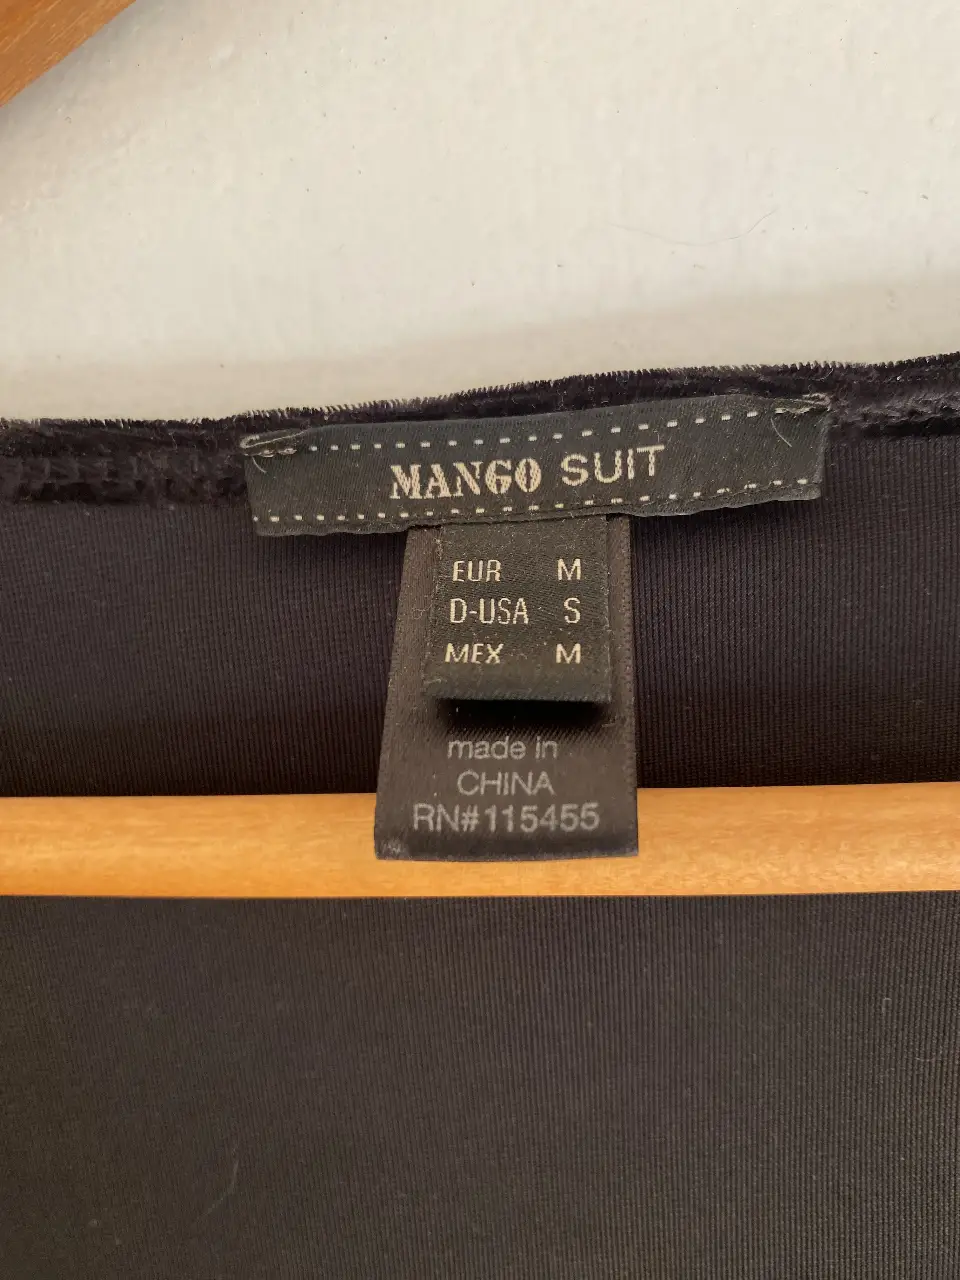 MANGO SUIT
EUR M
D-USA S
MEX M
made in
CHINA
RN#115455